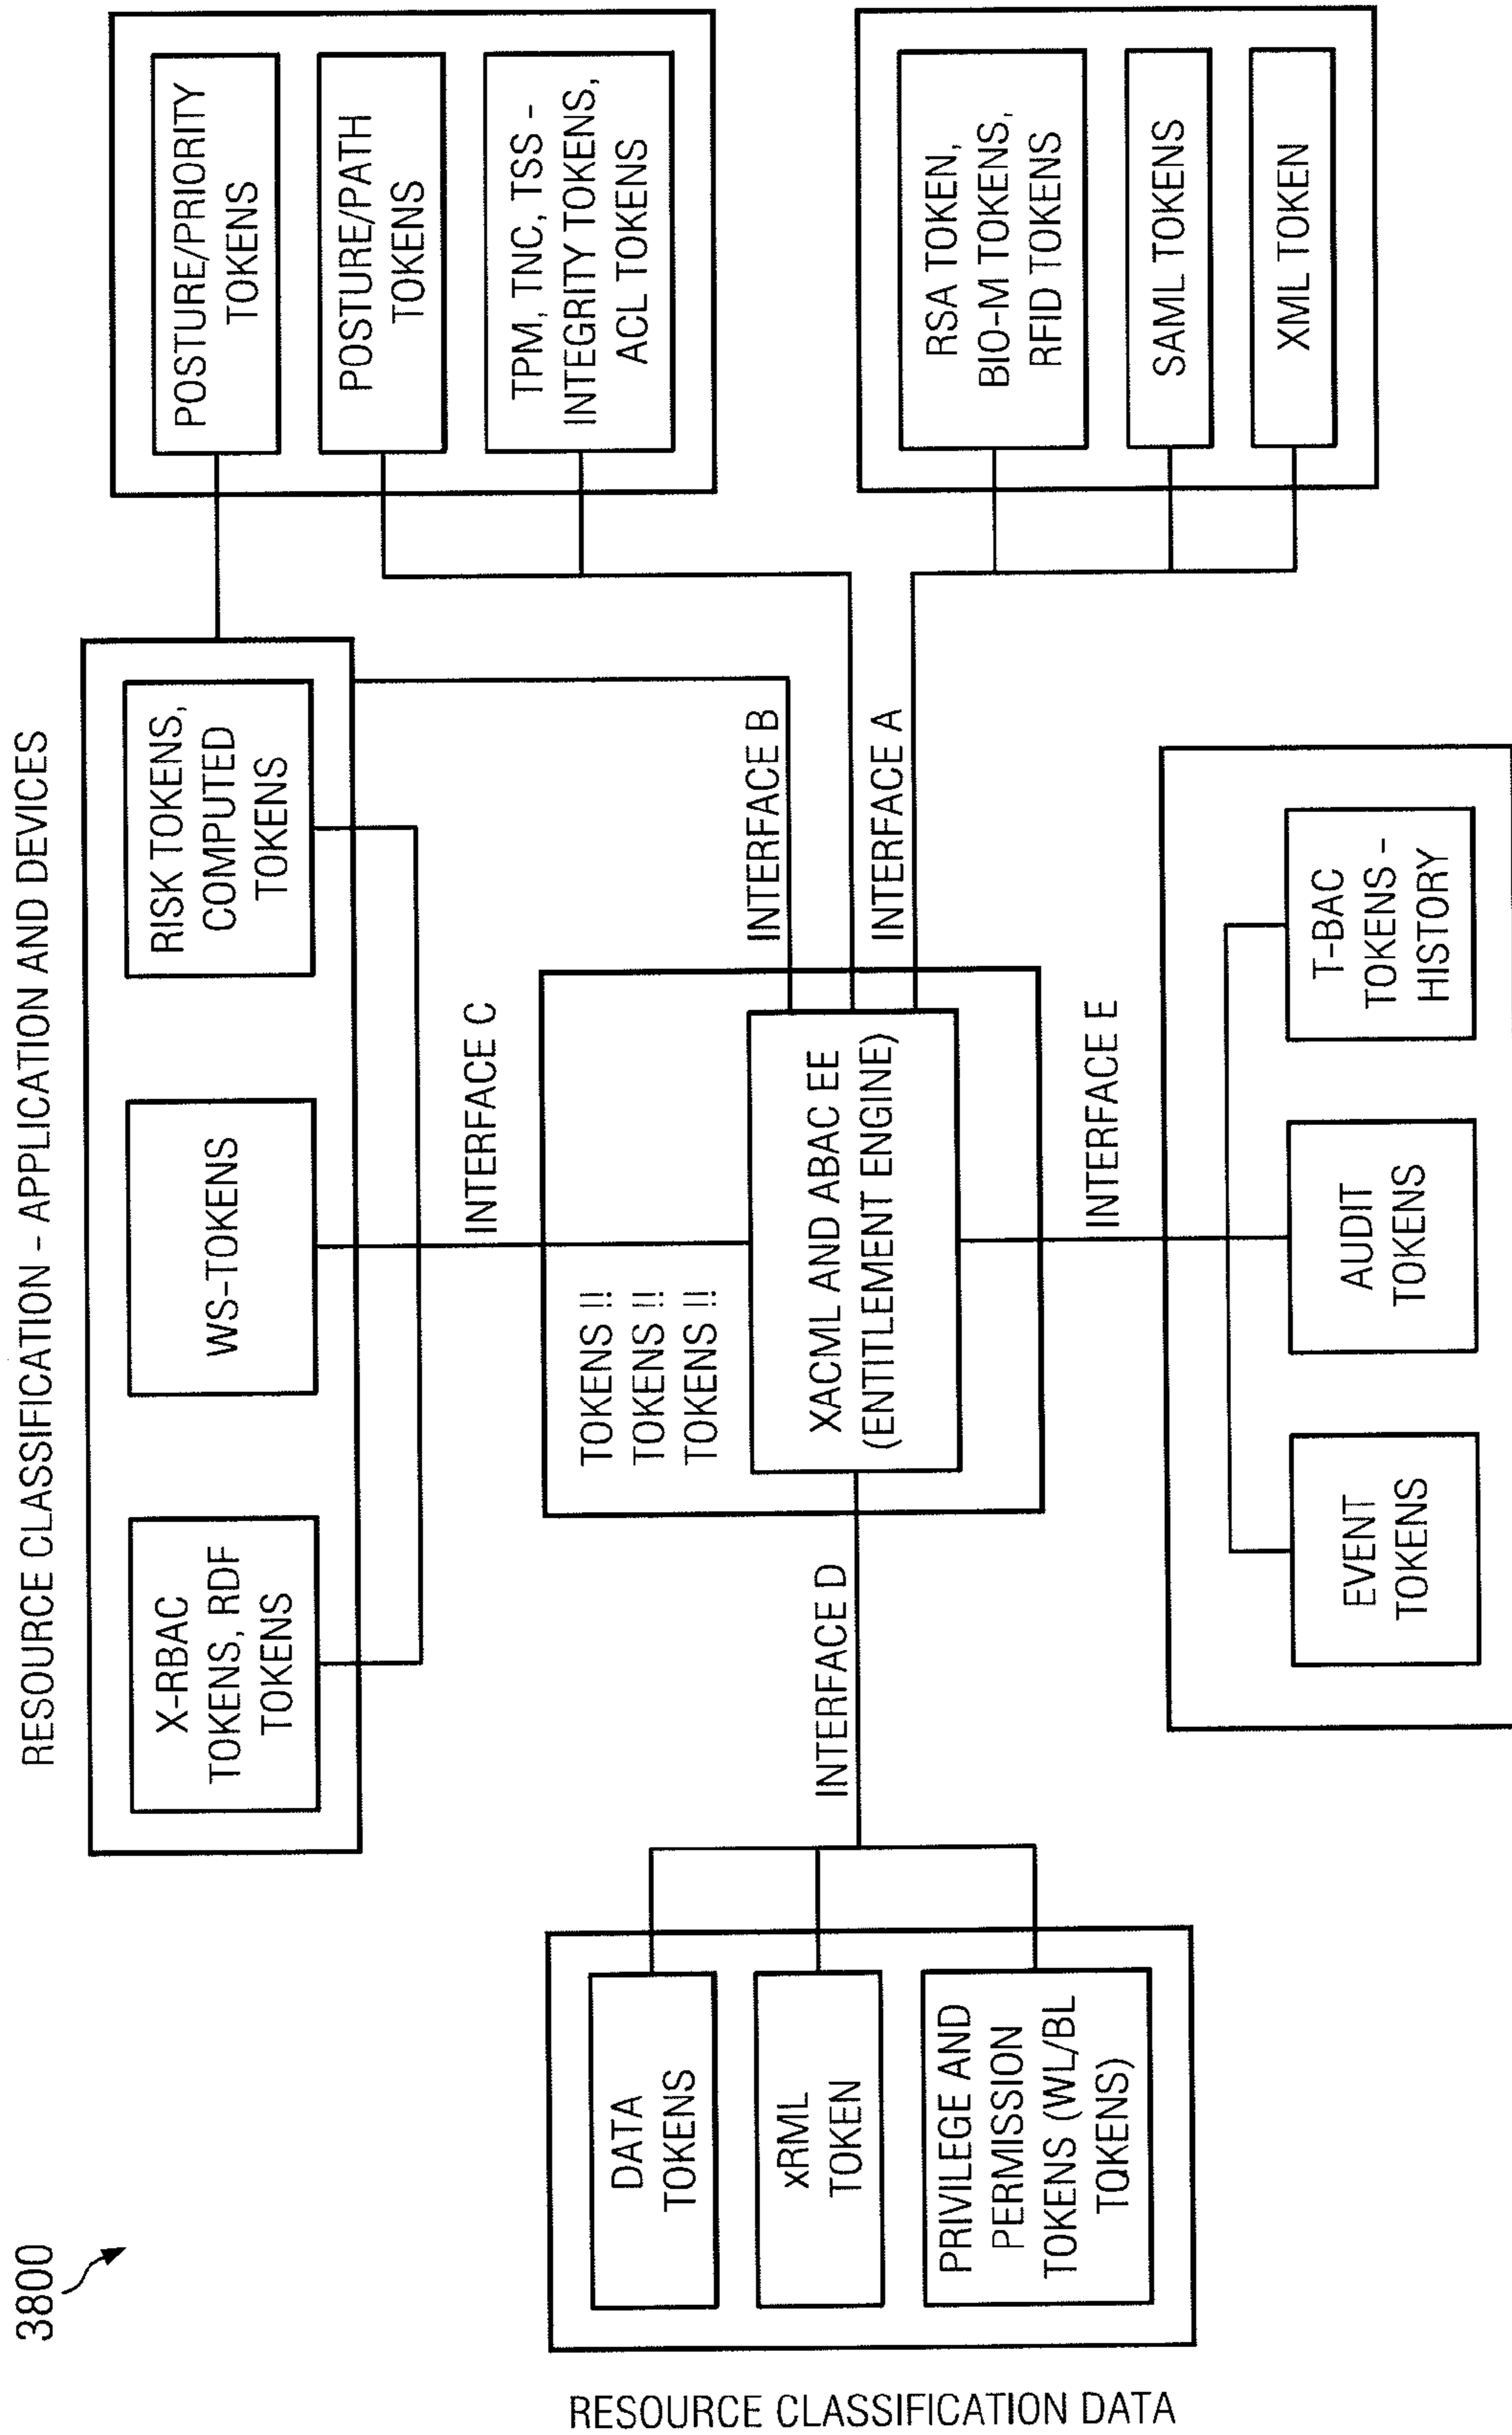 3800
RESOURCE CLASSIFICATION - APPLICATION AND DEVICES
X-RBAC
TOKENS, RDF
TOKENS
WS-TOKENS
RISK TOKENS,
COMPUTED
TOKENS
POSTURE/PRIORITY
TOKENS
POSTURE/PATH
TOKENS
TPM, TNC, TSS -
INTEGRITY TOKENS,
ACL TOKENS
INTERFACE C
INTERFACE B
INTERFACE A
TOKENS !!
TOKENS !!
TOKENS !!
XACML AND ABAC EE
(ENTITLEMENT ENGINE)
INTERFACE D
INTERFACE E
DATA
TOKENS
xRML
TOKEN
PRIVILEGE AND
PERMISSION
TOKENS (WL/BL
TOKENS)
RESOURCE CLASSIFICATION DATA
RSA TOKEN,
BIO-M TOKENS,
RFID TOKENS
SAML TOKENS
XML TOKEN
EVENT
TOKENS
AUDIT
TOKENS
T-BAC
TOKENS -
HISTORY